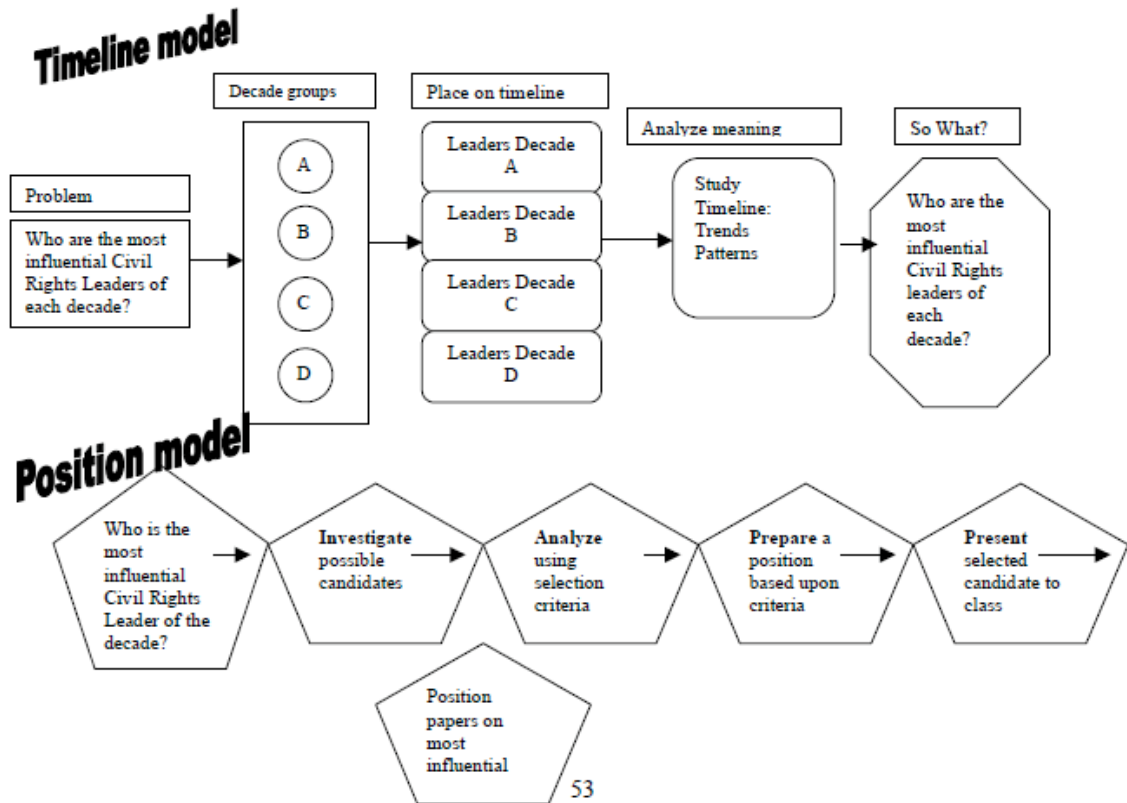 Timeline model
Decade groups
Place on timeline
Analyze meaning
So What?
Problem
Who are the most
influential Civil
Rights Leaders of
each decade?
A
B
C
D
Leaders Decade
A
Leaders Decade
B
Leaders Decade
C
Leaders Decade
D
Study
Timeline:
Trends
Patterns
Who are the
most
influential
Civil Rights
leaders of
each
decade?
Position model
Who is the
most
influential
Civil Rights
Leader of the
decade?
Investigate
possible
candidates
Analyze
using
selection
criteria
Prepare a
position
based upon
criteria
Present
selected
candidate to
class
Position
papers on
most
influential
53